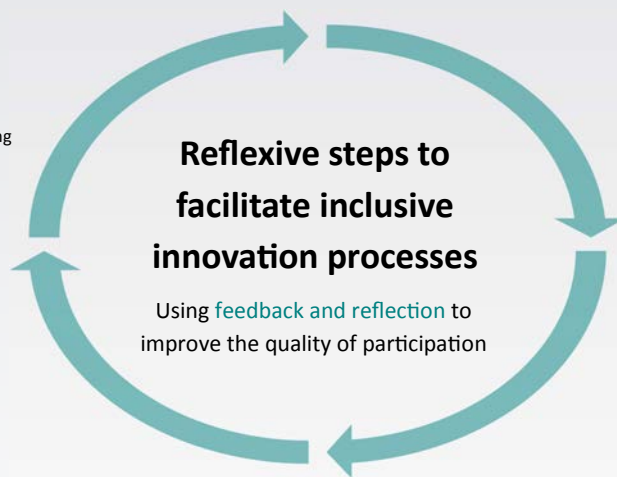 Reflexive steps to
facilitate inclusive
innovation processes
Using feedback and reflection to
improve the quality of participation